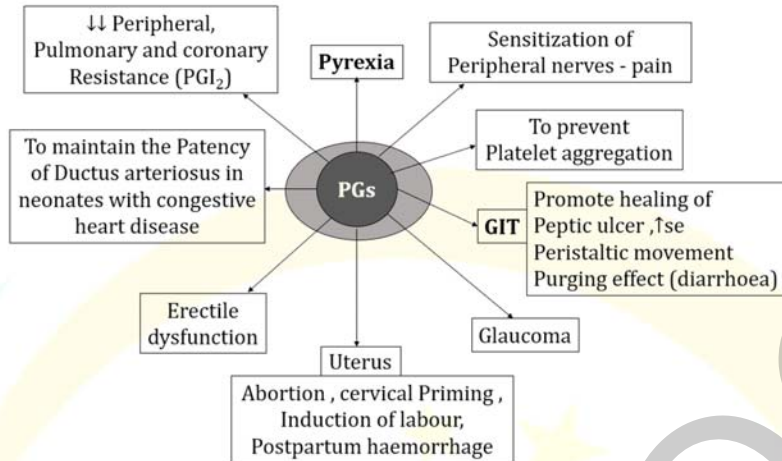 ↓↓ Peripheral,
Pulmonary and coronary
Resistance (PGI₂)
Pyrexia
Sensitization of
Peripheral nerves - pain
To prevent
Platelet aggregation
To maintain the Patency
of Ductus arteriosus in
neonates with congestive
heart disease
PGs
GIT
Promote healing of
Peptic ulcer ,↑se
Peristaltic movement
Purging effect (diarrhoea)
Erectile
dysfunction
Glaucoma
Uterus
Abortion , cervical Priming ,
Induction of labour,
Postpartum haemorrhage